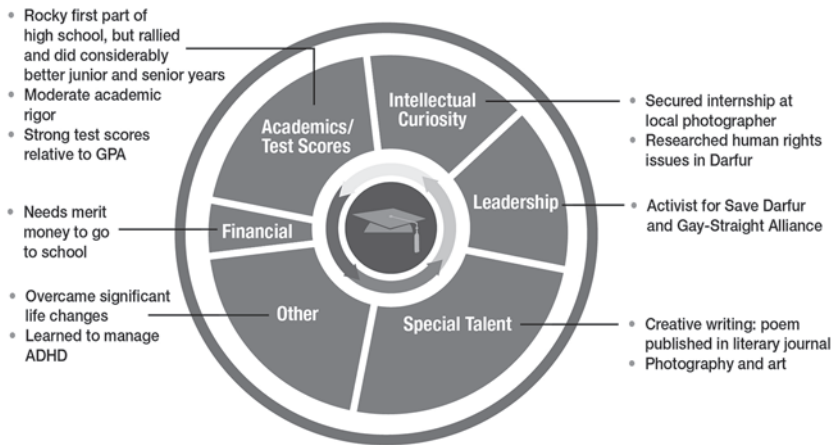 • Rocky first part of
high school, but rallied
and did considerably
better junior and senior years
• Moderate academic
rigor
• Strong test scores
relative to GPA
Academics/
Test Scores
Intellectual
Curiosity
• Secured internship at
local photographer
• Researched human rights
issues in Darfur
Leadership
• Activist for Save Darfur
and Gay-Straight Alliance
• Needs merit
money to go
to school
Financial
• Overcame significant
life changes
• Learned to manage
ADHD
Other
Special Talent
• Creative writing: poem
published in literary journal
• Photography and art